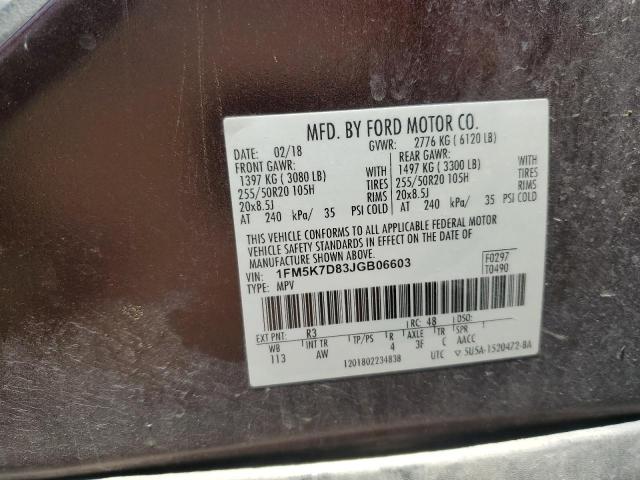 MFD. BY FORD MOTOR CO.
DATE: 02/18 GVWR: 2776 KG ( 6120 LB)
FRONT GAWR: REAR GAWR:
1397 KG ( 3080 LB) WITH 1497 KG ( 3300 LB) WITH
255/50R20 105H TIRES 255/50R20 105H TIRES
20x8.5J RIMS 20x8.5J RIMS
AT 240 kPa/ 35 PSI COLD AT 240 kPa/ 35 PSI COLD
THIS VEHICLE CONFORMS TO ALL APPLICABLE FEDERAL MOTOR
VEHICLE SAFETY STANDARDS IN EFFECT ON THE DATE OF
MANUFACTURE SHOWN ABOVE.
VIN: 1FM5K7D83JGB06603 F0297
TYPE: MPV T0490
EXT PNT: R3 RC: 48 DSO:
WB INT TR TP/PS R AXLE TR SPR
113 AW 4 3F C AACC
1201802234838 UTC ▽ 5U5A-1520472-BA